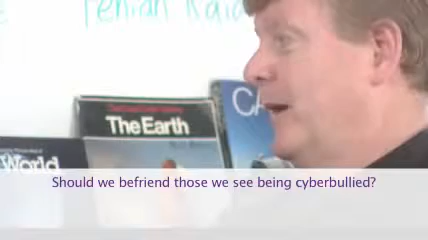 Fenian Raid
The Earth
CA
World
Should we befriend those we see being cyberbullied?